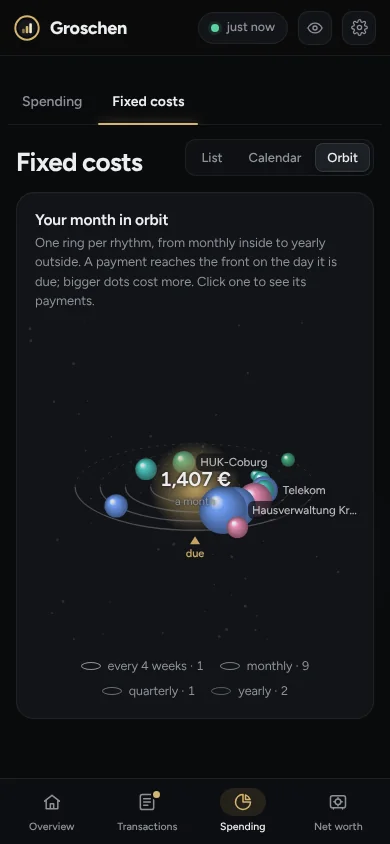 Groschen
just now
Spending
Fixed costs
Fixed costs
List
Calendar
Orbit
Your month in orbit
One ring per rhythm, from monthly inside to yearly
outside. A payment reaches the front on the day it is
due; bigger dots cost more. Click one to see its
payments.
HUK-Coburg
1,407 €
Telekom
Hausverwaltung Kr...
due
every 4 weeks · 1
monthly · 9
quarterly · 1
yearly · 2
Overview
Transactions
Spending
Net worth